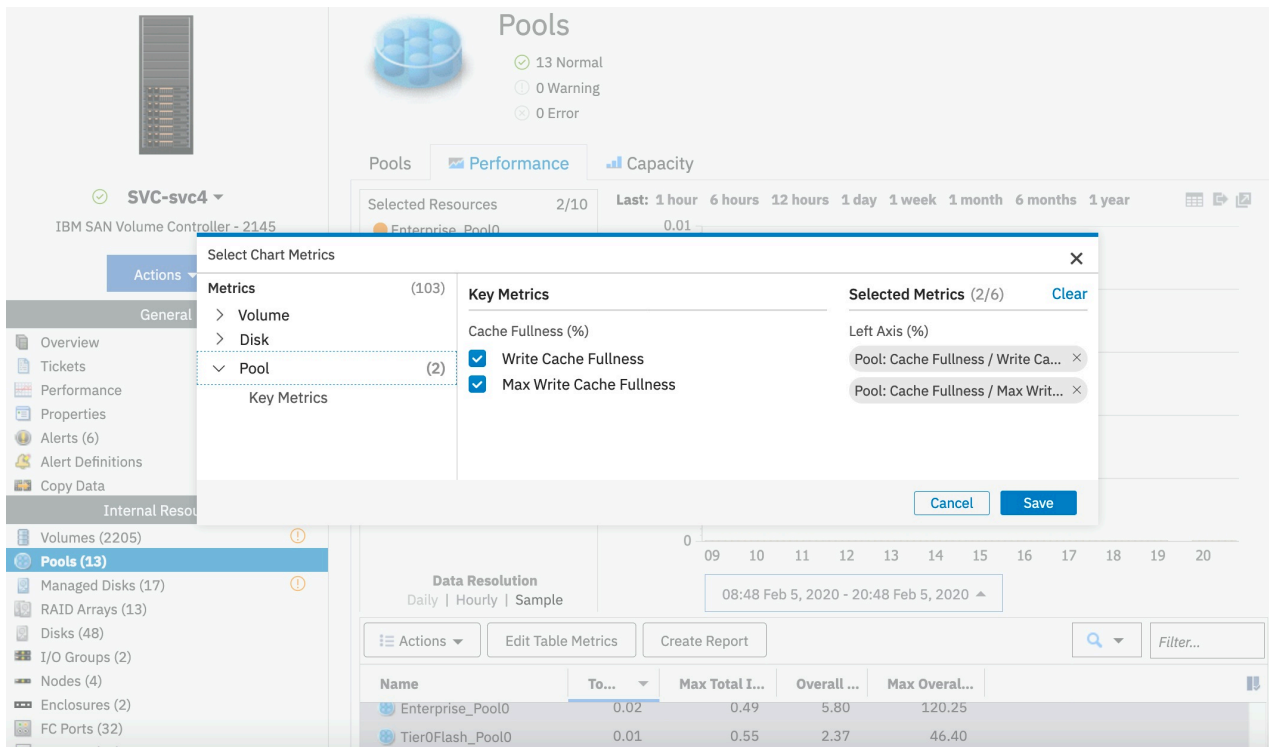 SVC-svc4
IBM SAN Volume Controller - 2145
Actions
General
Overview
Tickets
Performance
Properties
Alerts (6)
Alert Definitions
Copy Data
Internal Resou
Volumes (2205)
Pools (13)
Managed Disks (17)
RAID Arrays (13)
Disks (48)
I/O Groups (2)
Nodes (4)
Enclosures (2)
FC Ports (32)
Pools
13 Normal
0 Warning
0 Error
Pools Performance Capacity
Selected Resources 2/10
Enterprise_Pool0
Last: 1 hour 6 hours 12 hours 1 day 1 week 1 month 6 months 1 year
0.01
Select Chart Metrics
Metrics (103)
Volume
Disk
Pool (2)
Key Metrics
Key Metrics
Cache Fullness (%)
Write Cache Fullness
Max Write Cache Fullness
Selected Metrics (2/6) Clear
Left Axis (%)
Pool: Cache Fullness / Write Ca...
Pool: Cache Fullness / Max Writ...
Cancel Save
0
09 10 11 12 13 14 15 16 17 18 19 20
Data Resolution
Daily | Hourly | Sample
08:48 Feb 5, 2020 - 20:48 Feb 5, 2020
Actions Edit Table Metrics Create Report Filter...
Name To... Max Total I... Overall ... Max Overal...
Enterprise_Pool0 0.02 0.49 5.80 120.25
Tier0Flash_Pool0 0.01 0.55 2.37 46.40